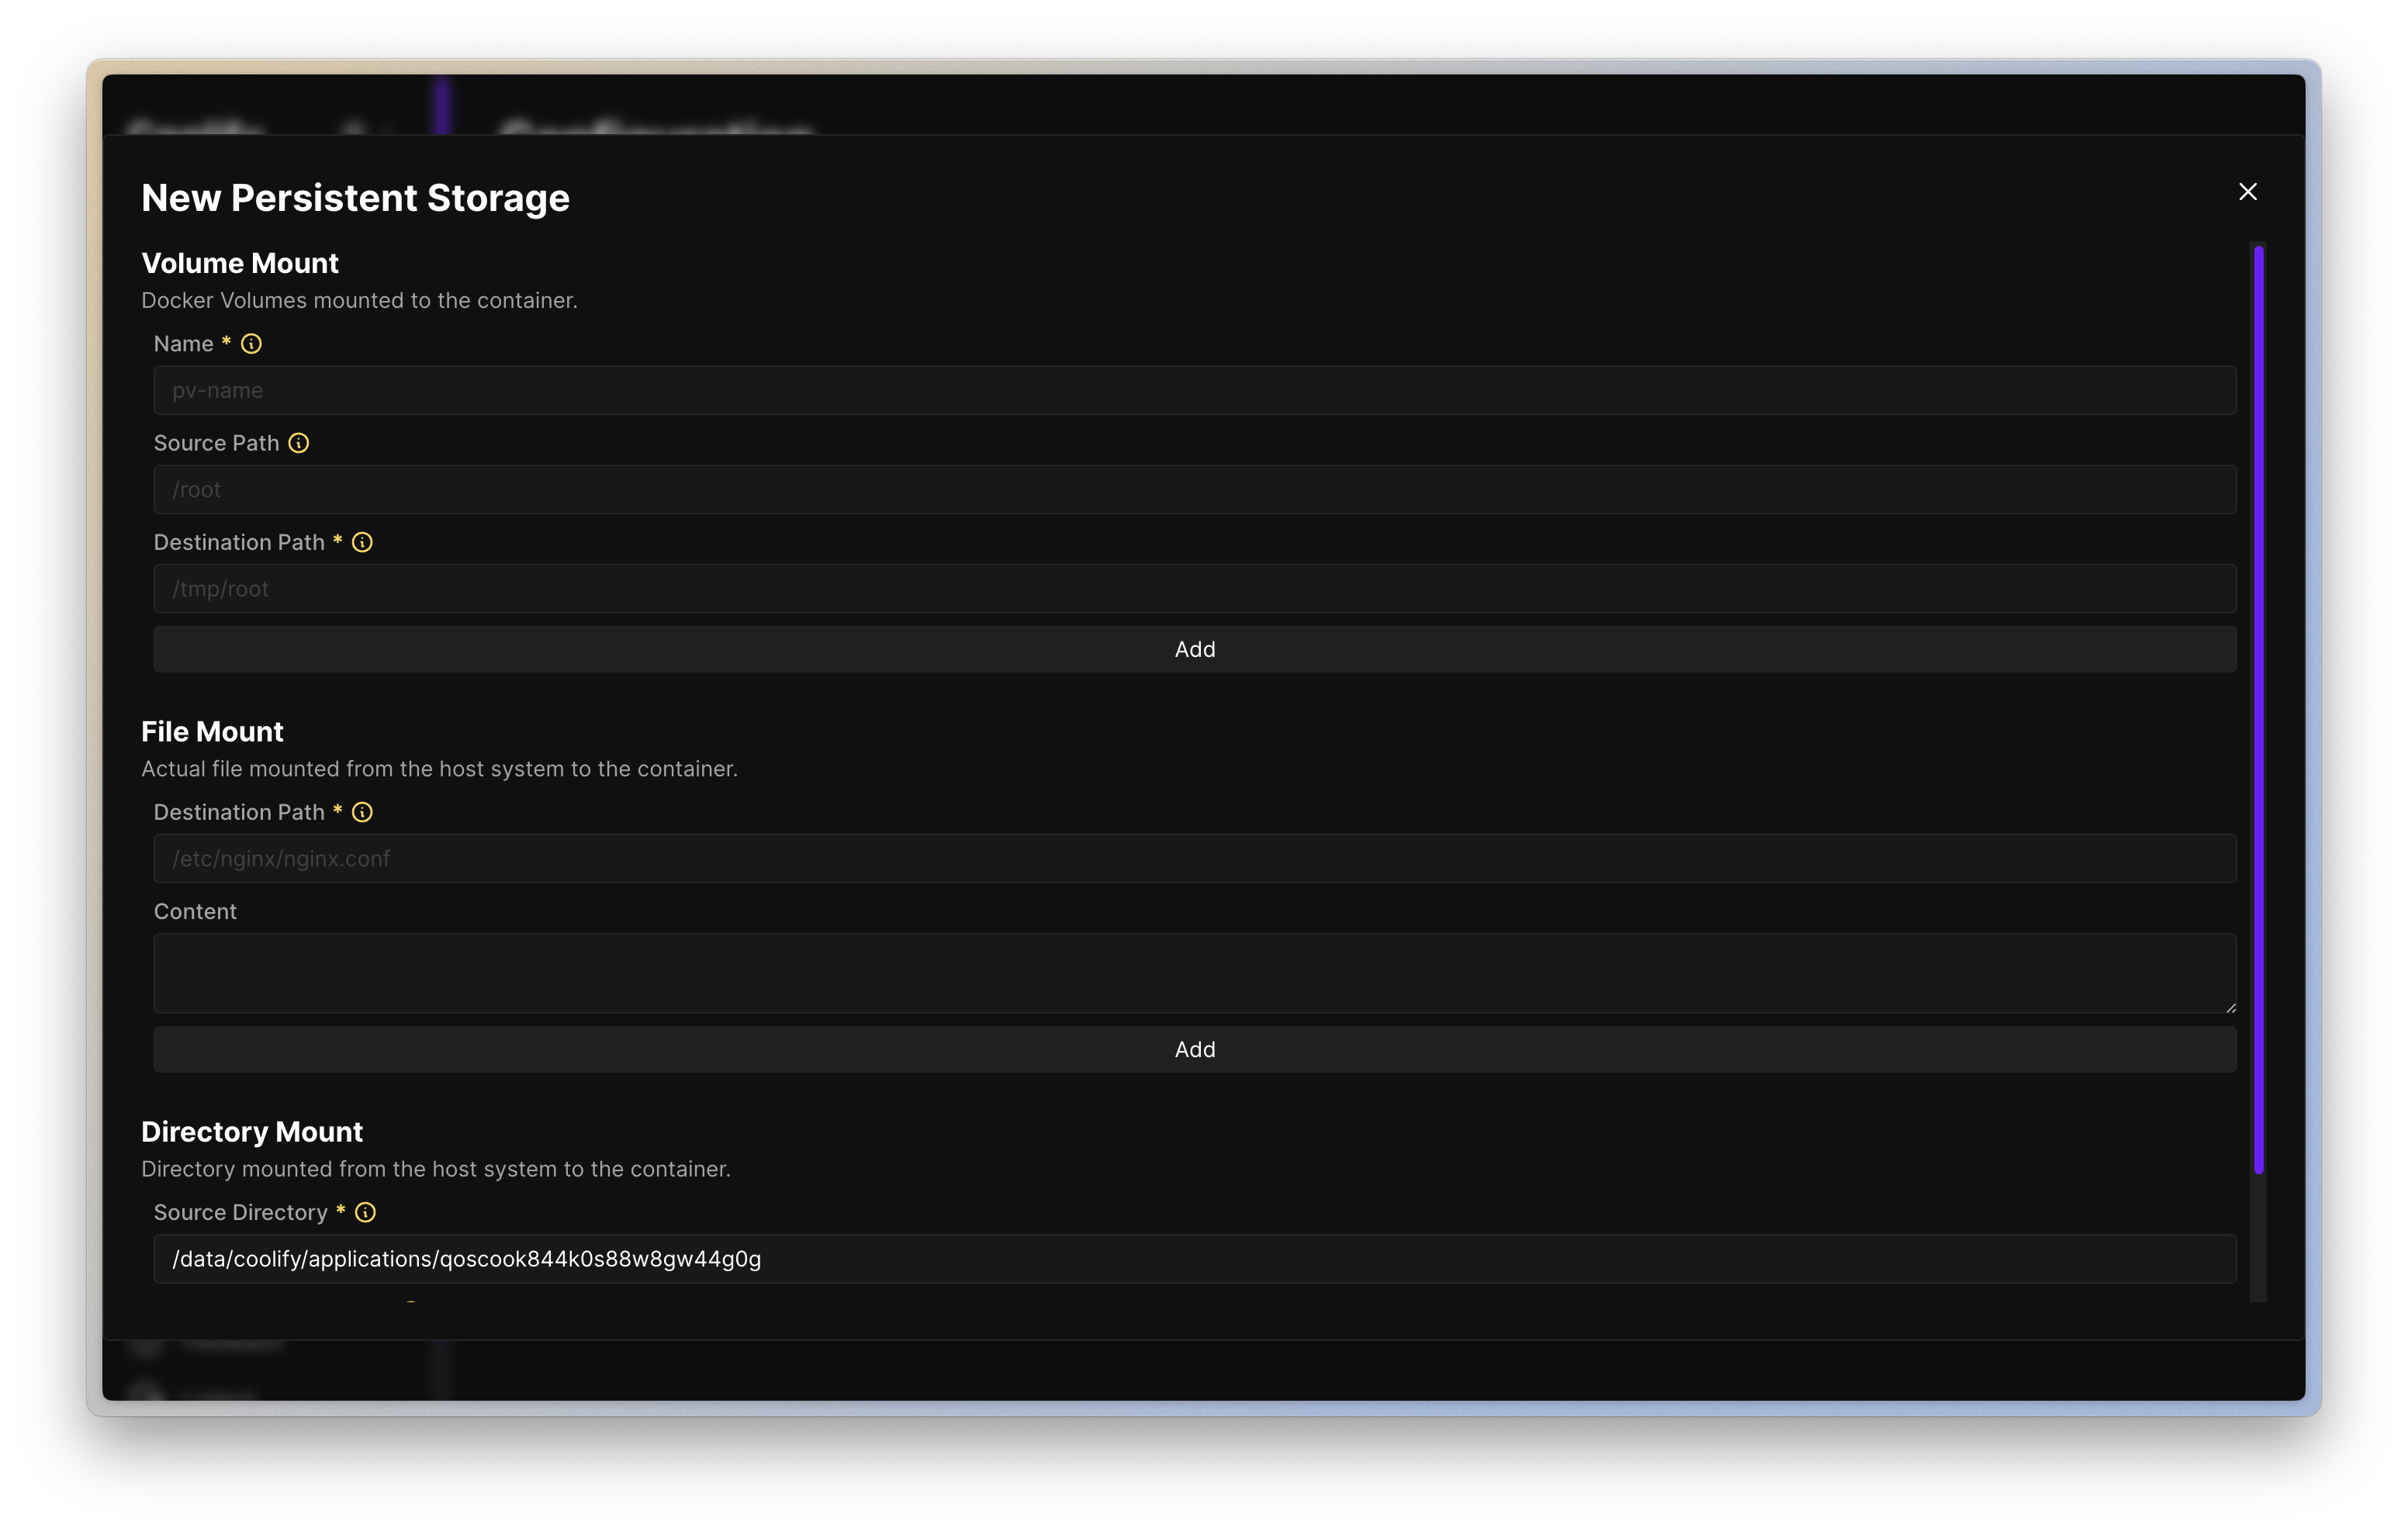 New Persistent Storage
Volume Mount
Docker Volumes mounted to the container.
Name *
pv-name
Source Path
/root
Destination Path *
/tmp/root
Add
File Mount
Actual file mounted from the host system to the container.
Destination Path *
/etc/nginx/nginx.conf
Content
Add
Directory Mount
Directory mounted from the host system to the container.
Source Directory *
/data/coolify/applications/qoscook844k0s88w8gw44g0g